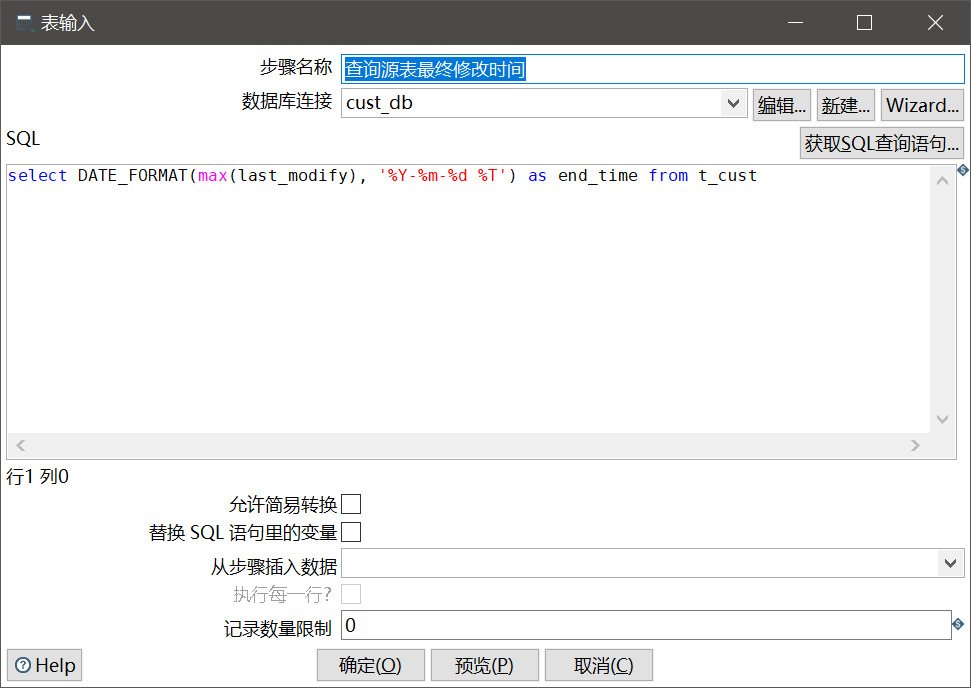 表输入
步骤名称 查询源表最终修改时间
数据库连接 cust_db 编辑... 新建... Wizard...
SQL 获取SQL查询语句...
select DATE_FORMAT(max(last_modify), '%Y-%m-%d %T') as end_time from t_cust
行1 列0
允许简易转换
替换 SQL 语句里的变量
从步骤插入数据
执行每一行?
记录数量限制 0
Help 确定(O) 预览(P) 取消(C)